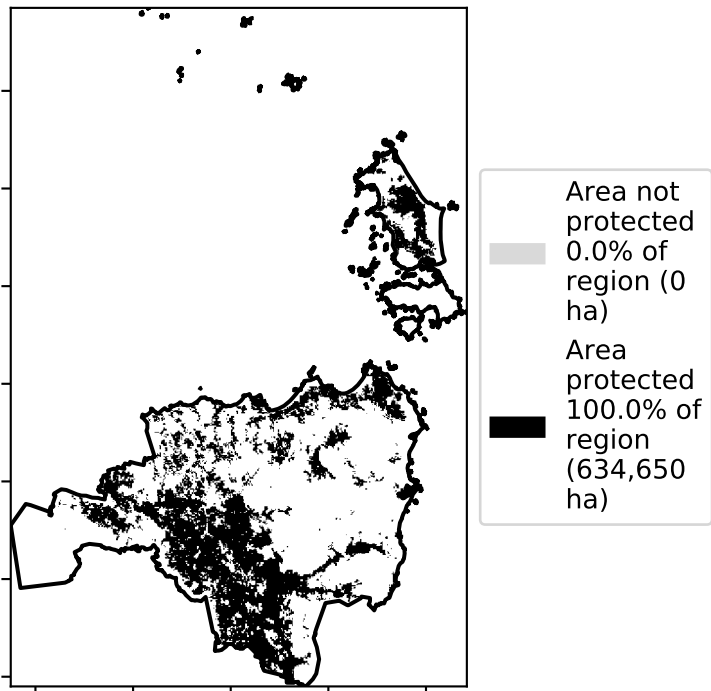 Area not
protected
0.0% of
region (0
ha)
Area
protected
100.0% of
region
(634,650
ha)